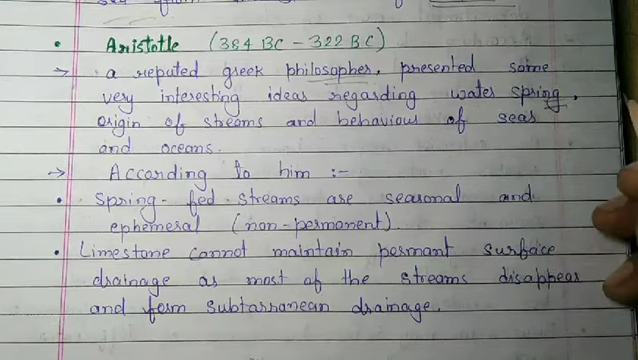 • Aristotle (384 BC - 322 BC)
→ a reputed greek philosopher, presented some
very interesting ideas regarding water spring,
origin of streams and behaviour of seas
and oceans.
→ According to him :-
• Spring-fed streams are seasonal and
ephemeral (non-permanent).
• Limestone cannot maintain permant surface
drainage as most of the streams disappear
and form subtarranean drainage.